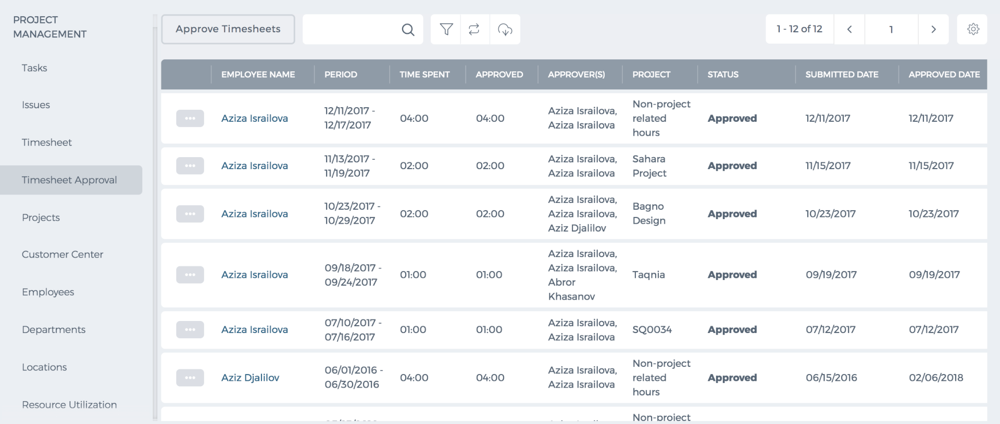 PROJECT
MANAGEMENT
Tasks
Issues
Timesheet
Timesheet Approval
Projects
Customer Center
Employees
Departments
Locations
Resource Utilization
Approve Timesheets
1 - 12 of 12
1
EMPLOYEE NAME PERIOD TIME SPENT APPROVED APPROVER(S) PROJECT STATUS SUBMITTED DATE APPROVED DATE
Aziza Israilova
12/11/2017 -
12/17/2017
04:00
04:00
Aziza Israilova,
Aziza Israilova
Non-project
related
hours
Approved
12/11/2017
12/11/2017
Aziza Israilova
11/13/2017 -
11/19/2017
02:00
02:00
Aziza Israilova,
Aziza Israilova
Sahara
Project
Approved
11/15/2017
11/15/2017
Aziza Israilova
10/23/2017 -
10/29/2017
02:00
02:00
Aziza Israilova,
Aziza Israilova,
Aziz Djalilov
Bagno
Design
Approved
10/23/2017
10/23/2017
Aziza Israilova
09/18/2017 -
09/24/2017
01:00
01:00
Aziza Israilova,
Aziza Israilova,
Abror
Khasanov
Taqnia
Approved
09/19/2017
09/19/2017
Aziza Israilova
07/10/2017 -
07/16/2017
01:00
01:00
Aziza Israilova,
Aziza Israilova
SQ0034
Approved
07/12/2017
07/12/2017
Aziz Djalilov
06/01/2016 -
06/30/2016
04:00
04:00
Aziza Israilova,
Aziza Israilova
Non-project
related
hours
Approved
06/15/2016
02/06/2018
Non-project